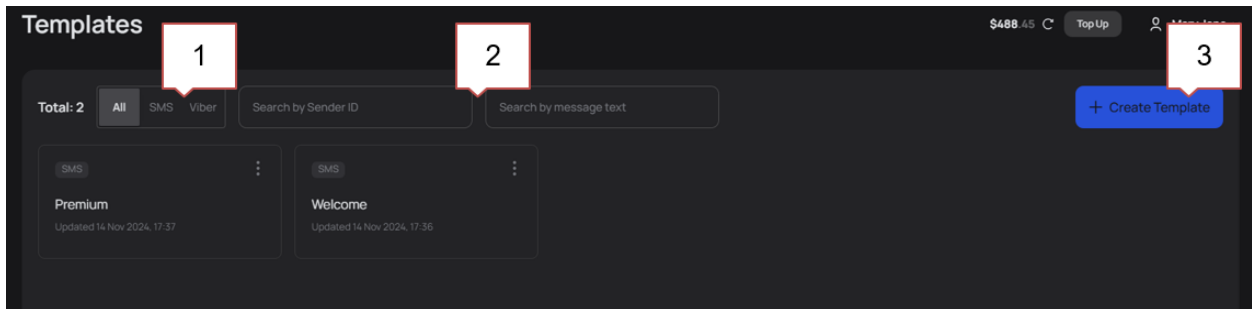 Templates
$488.45
Top Up
1
2
3
Total: 2
All
SMS
Viber
Search by Sender ID
Search by message text
+ Create Template
SMS
Premium
Updated 14 Nov 2024, 17:37
SMS
Welcome
Updated 14 Nov 2024, 17:36